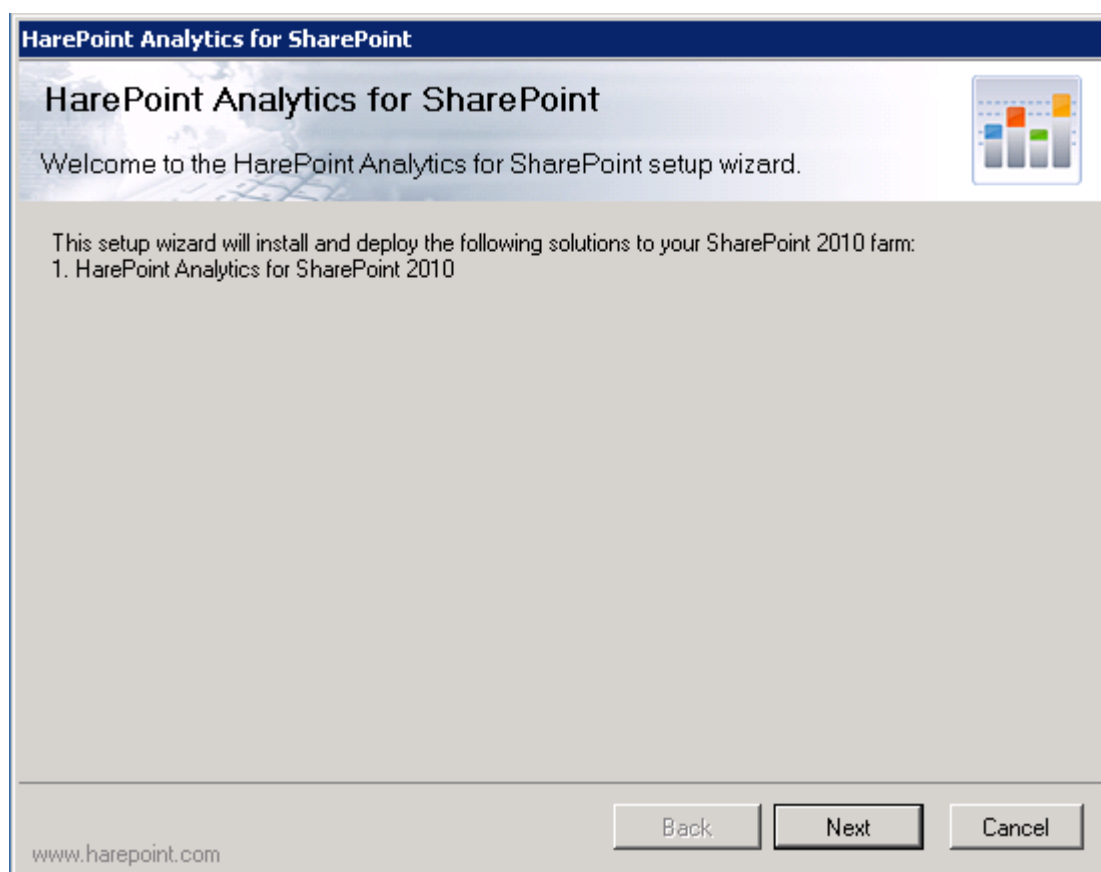 HarePoint Analytics for SharePoint
HarePoint Analytics for SharePoint
Welcome to the HarePoint Analytics for SharePoint setup wizard.
This setup wizard will install and deploy the following solutions to your SharePoint 2010 farm:
1. HarePoint Analytics for SharePoint 2010
Back Next Cancel
www.harepoint.com